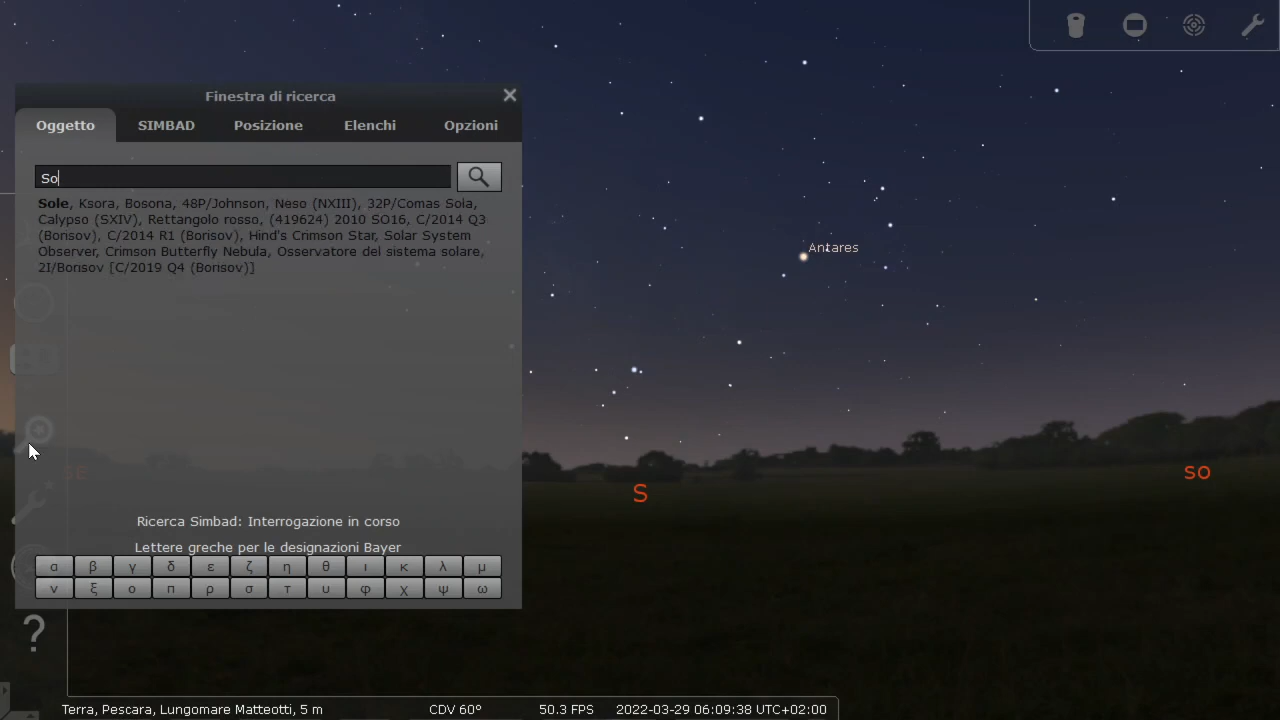 Finestra di ricerca
Oggetto SIMBAD Posizione Elenchi Opzioni
So
Sole, Ksora, Bosona, 48P/Johnson, Neso (NXIII), 32P/Comas Sola,
Calypso (SXIV), Rettangolo rosso, (419624) 2010 SO16, C/2014 Q3
(Borisov), C/2014 R1 (Borisov), Hind's Crimson Star, Solar System
Observer, Crimson Butterfly Nebula, Osservatore del sistema solare,
2I/Borisov [C/2019 Q4 (Borisov)]
Antares
SE
S
SO
Ricerca Simbad: Interrogazione in corso
Lettere greche per le designazioni Bayer
α β γ δ ε ζ η θ ι κ λ μ
ν ξ ο π ρ σ τ υ φ χ ψ ω
?
Terra, Pescara, Lungomare Matteotti, 5 m CDV 60° 50.3 FPS 2022-03-29 06:09:38 UTC+02:00